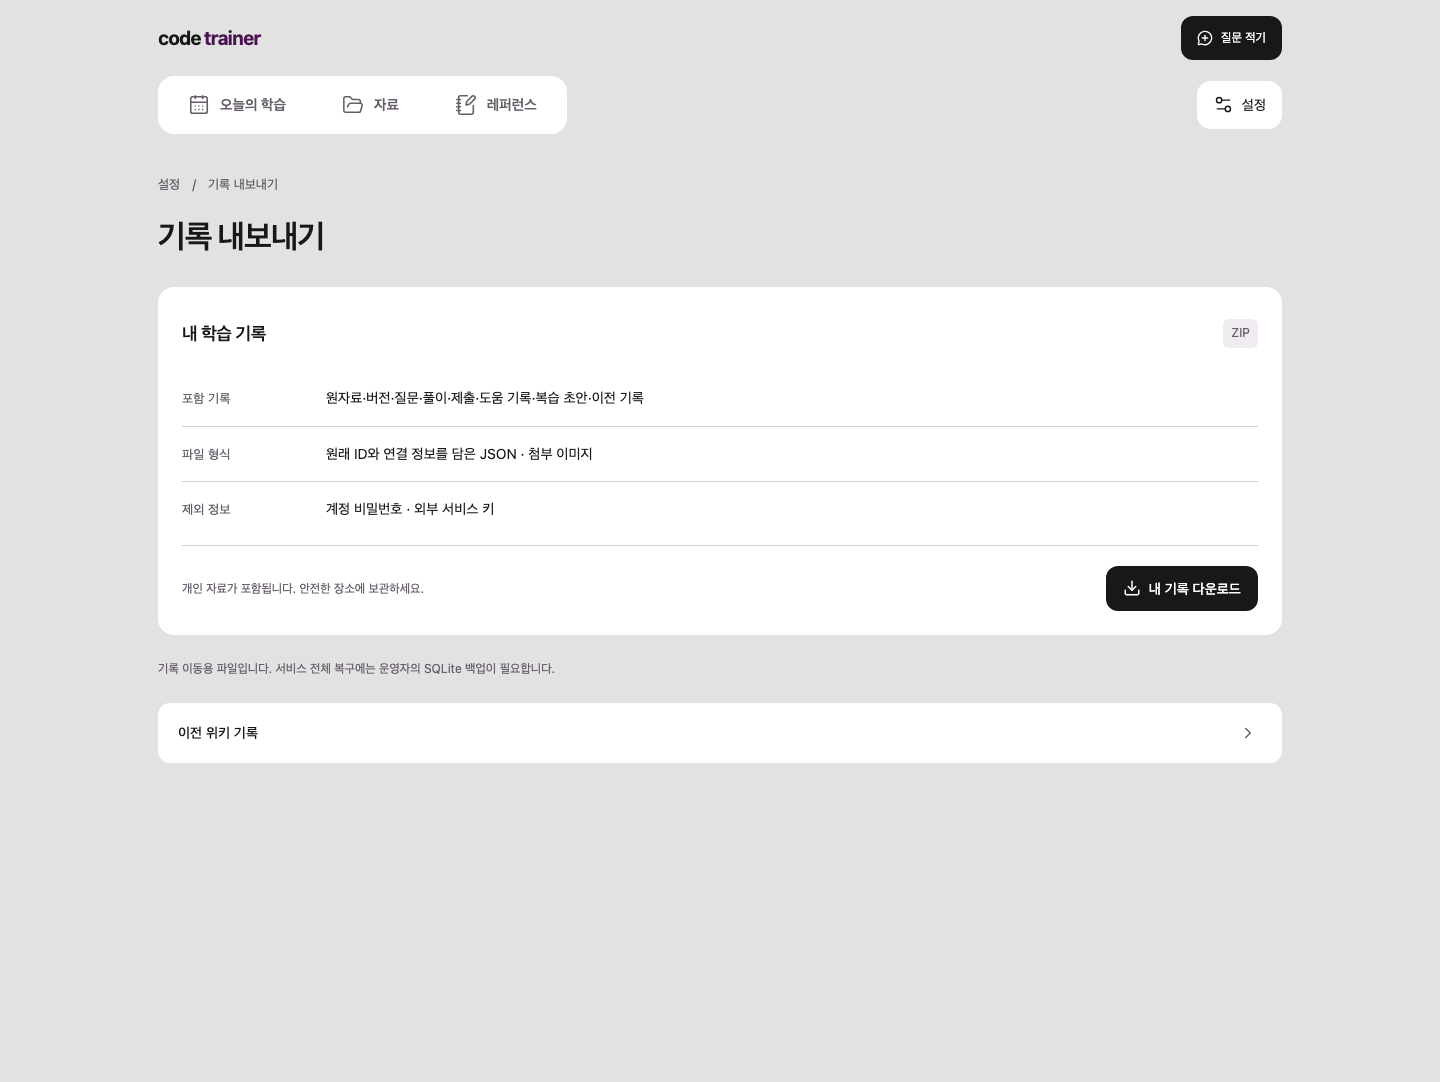 code trainer
질문 적기
오늘의 학습
자료
레퍼런스
설정
설정 / 기록 내보내기
기록 내보내기
내 학습 기록
ZIP
포함 기록
원자료·버전·질문·풀이·제출·도움 기록·복습 초안·이전 기록
파일 형식
원래 ID와 연결 정보를 담은 JSON · 첨부 이미지
제외 정보
계정 비밀번호 · 외부 서비스 키
개인 자료가 포함됩니다. 안전한 장소에 보관하세요.
내 기록 다운로드
기록 이동용 파일입니다. 서비스 전체 복구에는 운영자의 SQLite 백업이 필요합니다.
이전 위키 기록